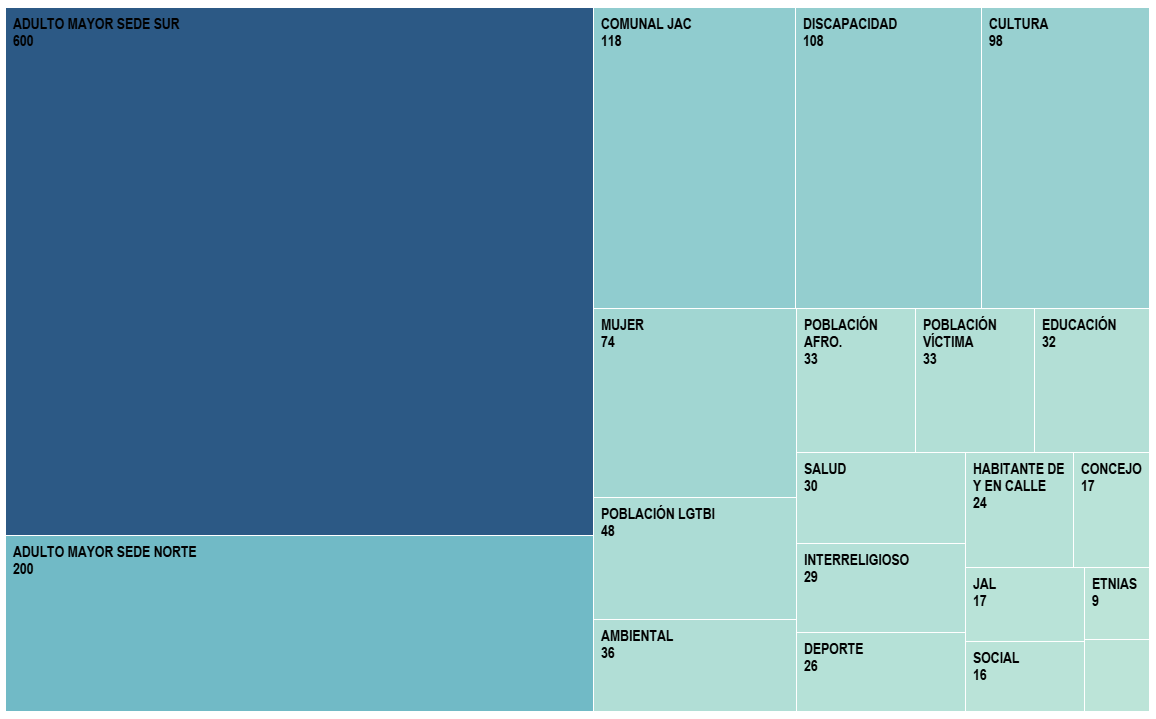 ADULTO MAYOR SEDE SUR
600
ADULTO MAYOR SEDE NORTE
200
COMUNAL JAC
118
DISCAPACIDAD
108
CULTURA
98
MUJER
74
POBLACIÓN LGTBI
48
AMBIENTAL
36
POBLACIÓN
AFRO.
33
POBLACIÓN
VÍCTIMA
33
EDUCACIÓN
32
SALUD
30
INTERRELIGIOSO
29
DEPORTE
26
HABITANTE DE
Y EN CALLE
24
CONCEJO
17
JAL
17
SOCIAL
16
ETNIAS
9